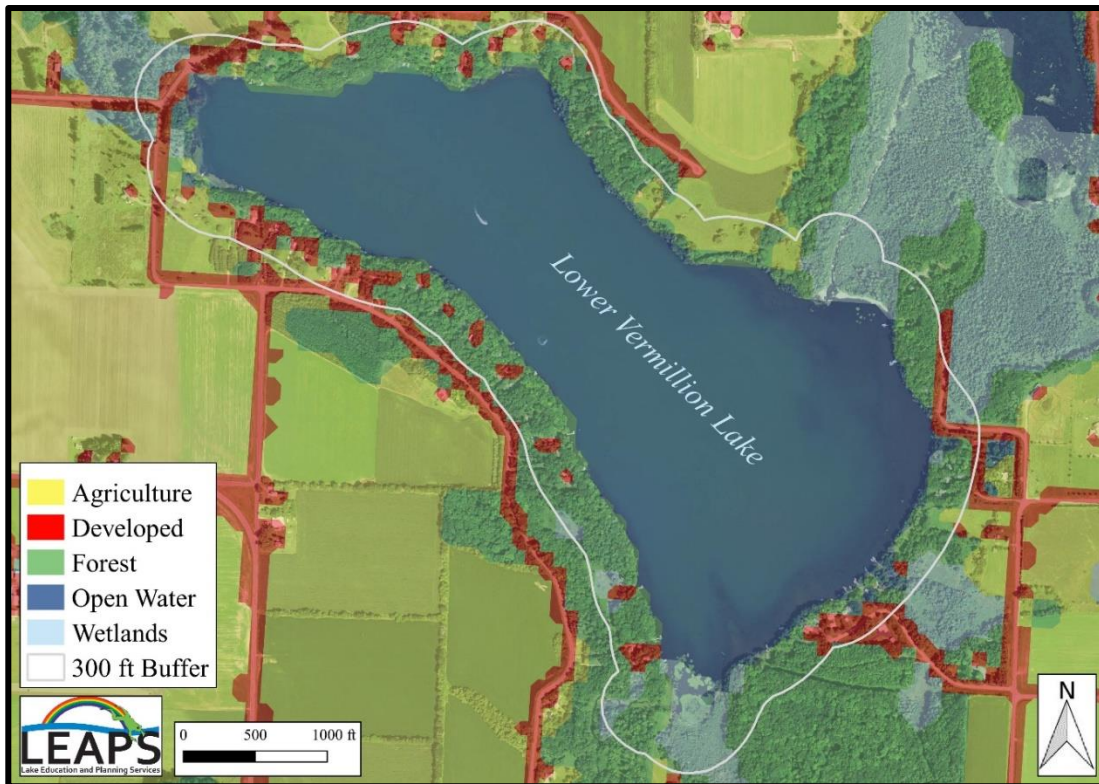 Lower Vermillion Lake
Agriculture
Developed
Forest
Open Water
Wetlands
300 ft Buffer
LEAPS
Lake Education and Planning Services
0 500 1000 ft
N